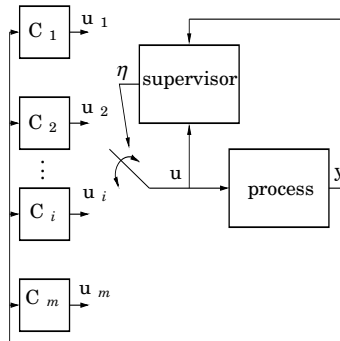 C 1 u 1
η
supervisor
C 2 u 2
⋮
C i u i
u
process
y
C m u m